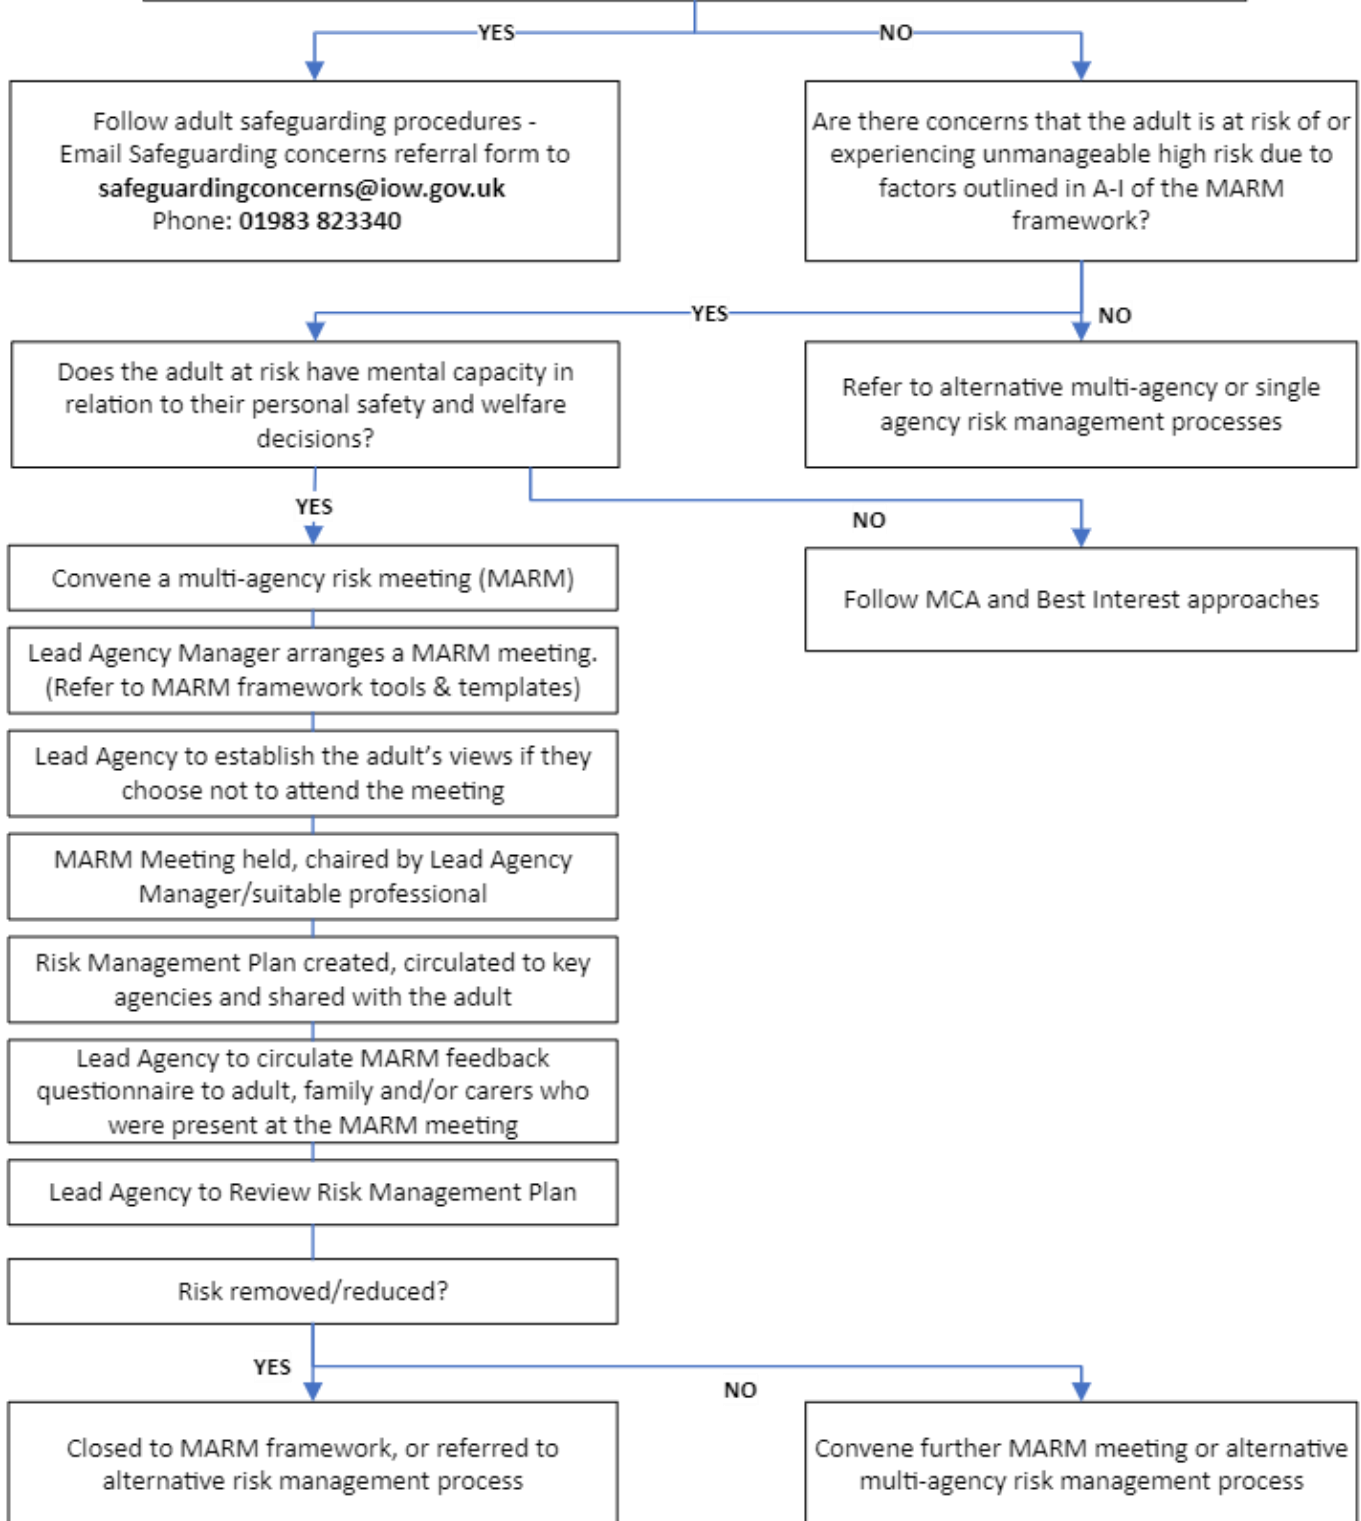 YES
NO
Follow adult safeguarding procedures -
Email Safeguarding concerns referral form to
safeguardingconcerns@iow.gov.uk
Phone: 01983 823340
Are there concerns that the adult is at risk of or
experiencing unmanageable high risk due to
factors outlined in A-I of the MARM
framework?
YES
NO
Does the adult at risk have mental capacity in
relation to their personal safety and welfare
decisions?
Refer to alternative multi-agency or single
agency risk management processes
YES
NO
Convene a multi-agency risk meeting (MARM)
Follow MCA and Best Interest approaches
Lead Agency Manager arranges a MARM meeting.
(Refer to MARM framework tools & templates)
Lead Agency to establish the adult’s views if they
choose not to attend the meeting
MARM Meeting held, chaired by Lead Agency
Manager/suitable professional
Risk Management Plan created, circulated to key
agencies and shared with the adult
Lead Agency to circulate MARM feedback
questionnaire to adult, family and/or carers who
were present at the MARM meeting
Lead Agency to Review Risk Management Plan
Risk removed/reduced?
YES
NO
Closed to MARM framework, or referred to
alternative risk management process
Convene further MARM meeting or alternative
multi-agency risk management process